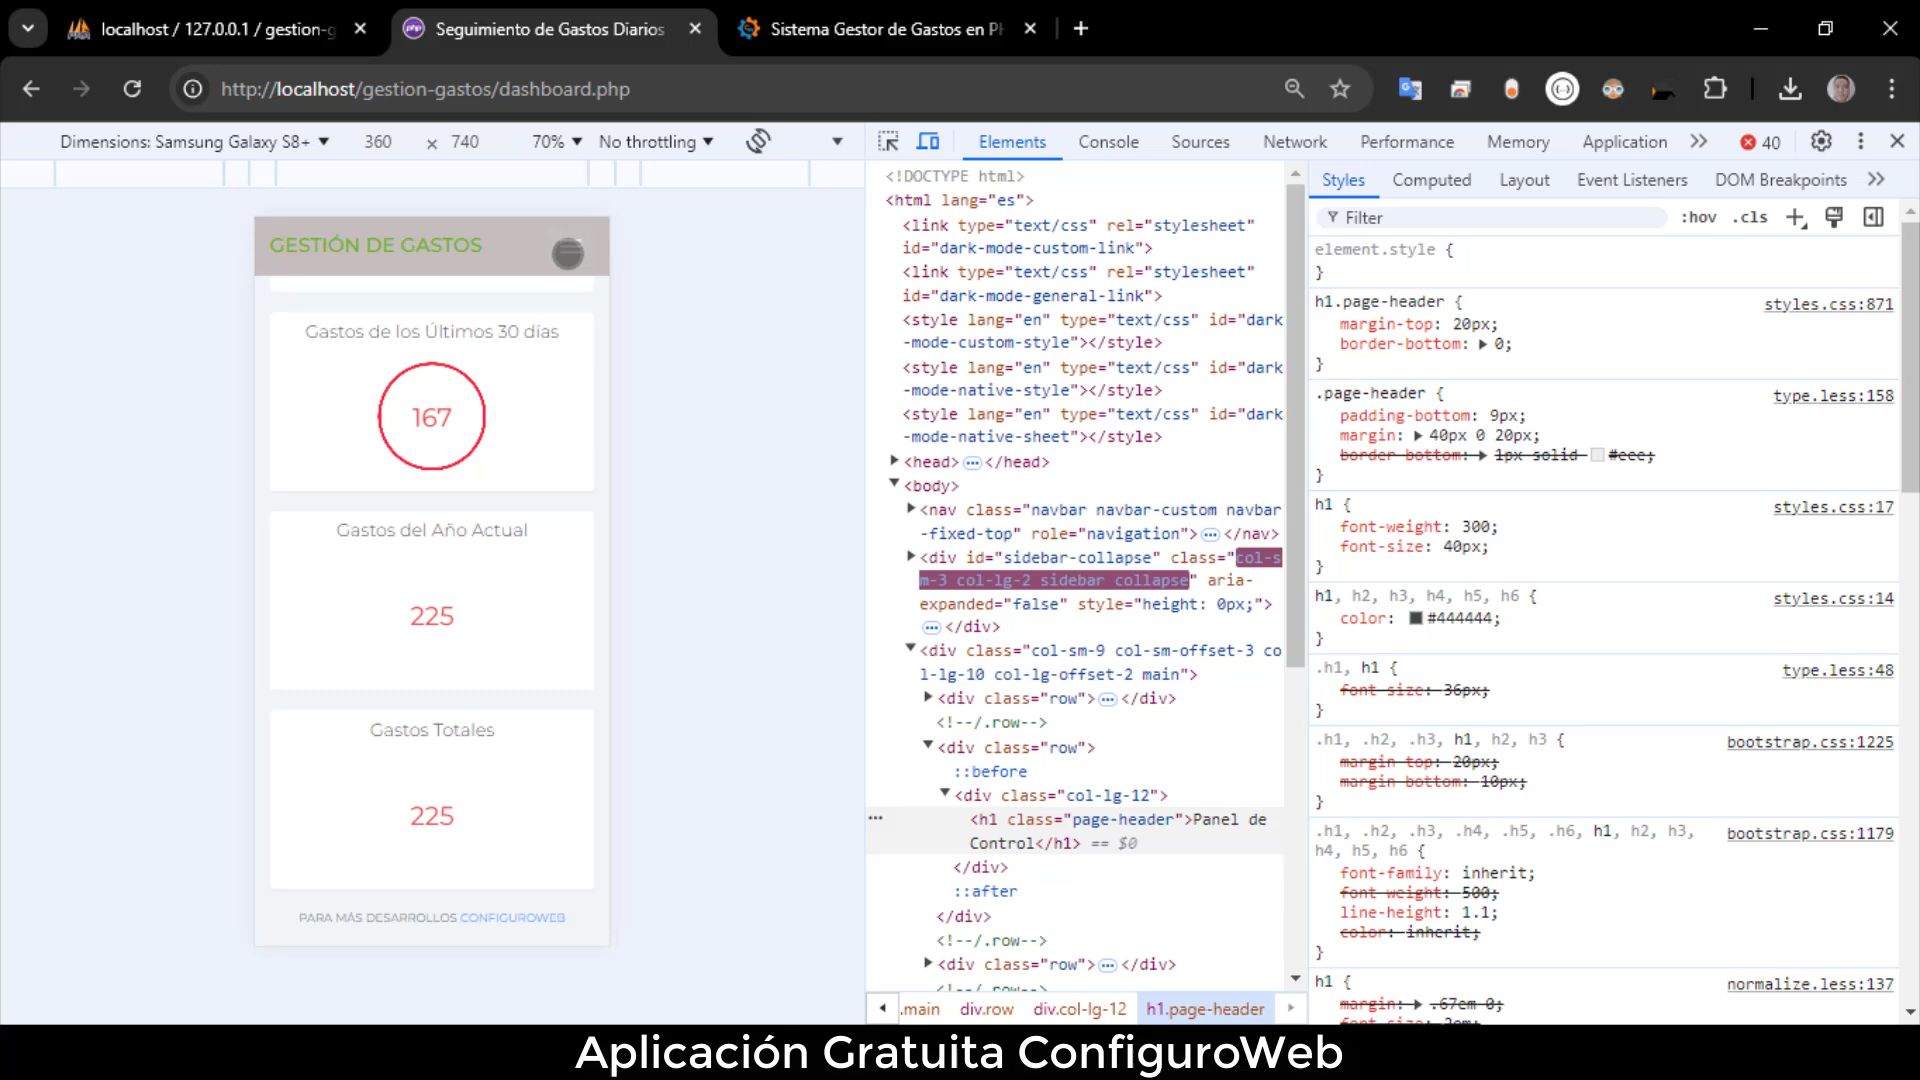 localhost / 127.0.0.1 / gestion-g
Seguimiento de Gastos Diarios
Sistema Gestor de Gastos en PH
http://localhost/gestion-gastos/dashboard.php
Dimensions: Samsung Galaxy S8+
360
×
740
70%
No throttling
Elements
Console
Sources
Network
Performance
Memory
Application
40
GESTIÓN DE GASTOS
Gastos de los Últimos 30 días
167
Gastos del Año Actual
225
Gastos Totales
225
PARA MÁS DESARROLLOS CONFIGUROWEB
<!DOCTYPE html>
<html lang="es">
<link type="text/css" rel="stylesheet"
id="dark-mode-custom-link">
<link type="text/css" rel="stylesheet"
id="dark-mode-general-link">
<style lang="en" type="text/css" id="dark
-mode-custom-style"></style>
<style lang="en" type="text/css" id="dark
-mode-native-style"></style>
<style lang="en" type="text/css" id="dark
-mode-native-sheet"></style>
<head>…</head>
<body>
<nav class="navbar navbar-custom navbar
-fixed-top" role="navigation">…</nav>
<div id="sidebar-collapse" class="col-s
m-3 col-lg-2 sidebar collapse" aria-
expanded="false" style="height: 0px;">
…</div>
<div class="col-sm-9 col-sm-offset-3 co
l-lg-10 col-lg-offset-2 main">
<div class="row">…</div>
<!--/.row-->
<div class="row">
::before
<div class="col-lg-12">
<h1 class="page-header">Panel de
Control</h1> == $0
</div>
::after
</div>
<!--/.row-->
<div class="row">…</div>
<!--/.row-->
.main
div.row
div.col-lg-12
h1.page-header
Styles
Computed
Layout
Event Listeners
DOM Breakpoints
Filter
:hov
.cls
element.style {
}
h1.page-header {
styles.css:871
margin-top: 20px;
border-bottom: 0;
}
.page-header {
type.less:158
padding-bottom: 9px;
margin: 40px 0 20px;
border-bottom: 1px solid #eee;
}
h1 {
styles.css:17
font-weight: 300;
font-size: 40px;
}
h1, h2, h3, h4, h5, h6 {
styles.css:14
color: #444444;
}
.h1, h1 {
type.less:48
font-size: 36px;
}
.h1, .h2, .h3, h1, h2, h3 {
bootstrap.css:1225
margin-top: 20px;
margin-bottom: 10px;
}
.h1, .h2, .h3, .h4, .h5, .h6, h1, h2, h3,
bootstrap.css:1179
h4, h5, h6 {
font-family: inherit;
font-weight: 500;
line-height: 1.1;
color: inherit;
}
h1 {
normalize.less:137
margin: .67em 0;
font-size: 2em;
Aplicación Gratuita ConfiguroWeb